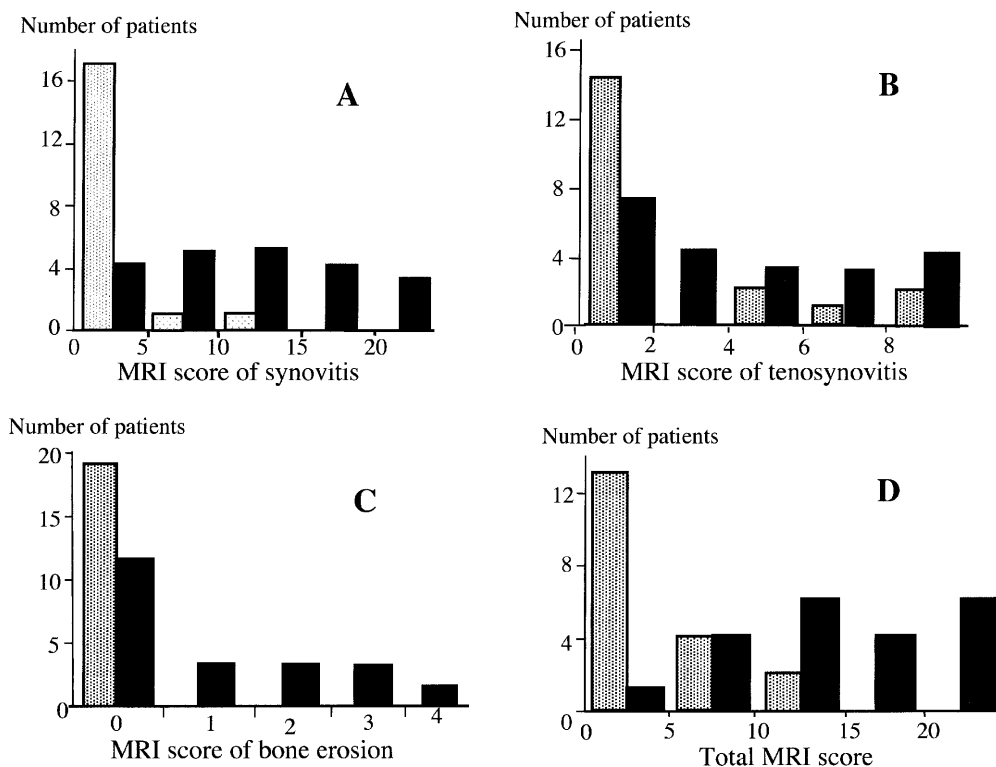 Number of patients
A
16
12
8
4
0
0 5 10 15 20
MRI score of synovitis
Number of patients
B
16
12
8
4
0
0 2 4 6 8
MRI score of tenosynovitis
Number of patients
C
20
15
10
5
0
0 1 2 3 4
MRI score of bone erosion
Number of patients
D
12
8
4
0
0 5 10 15 20
Total MRI score